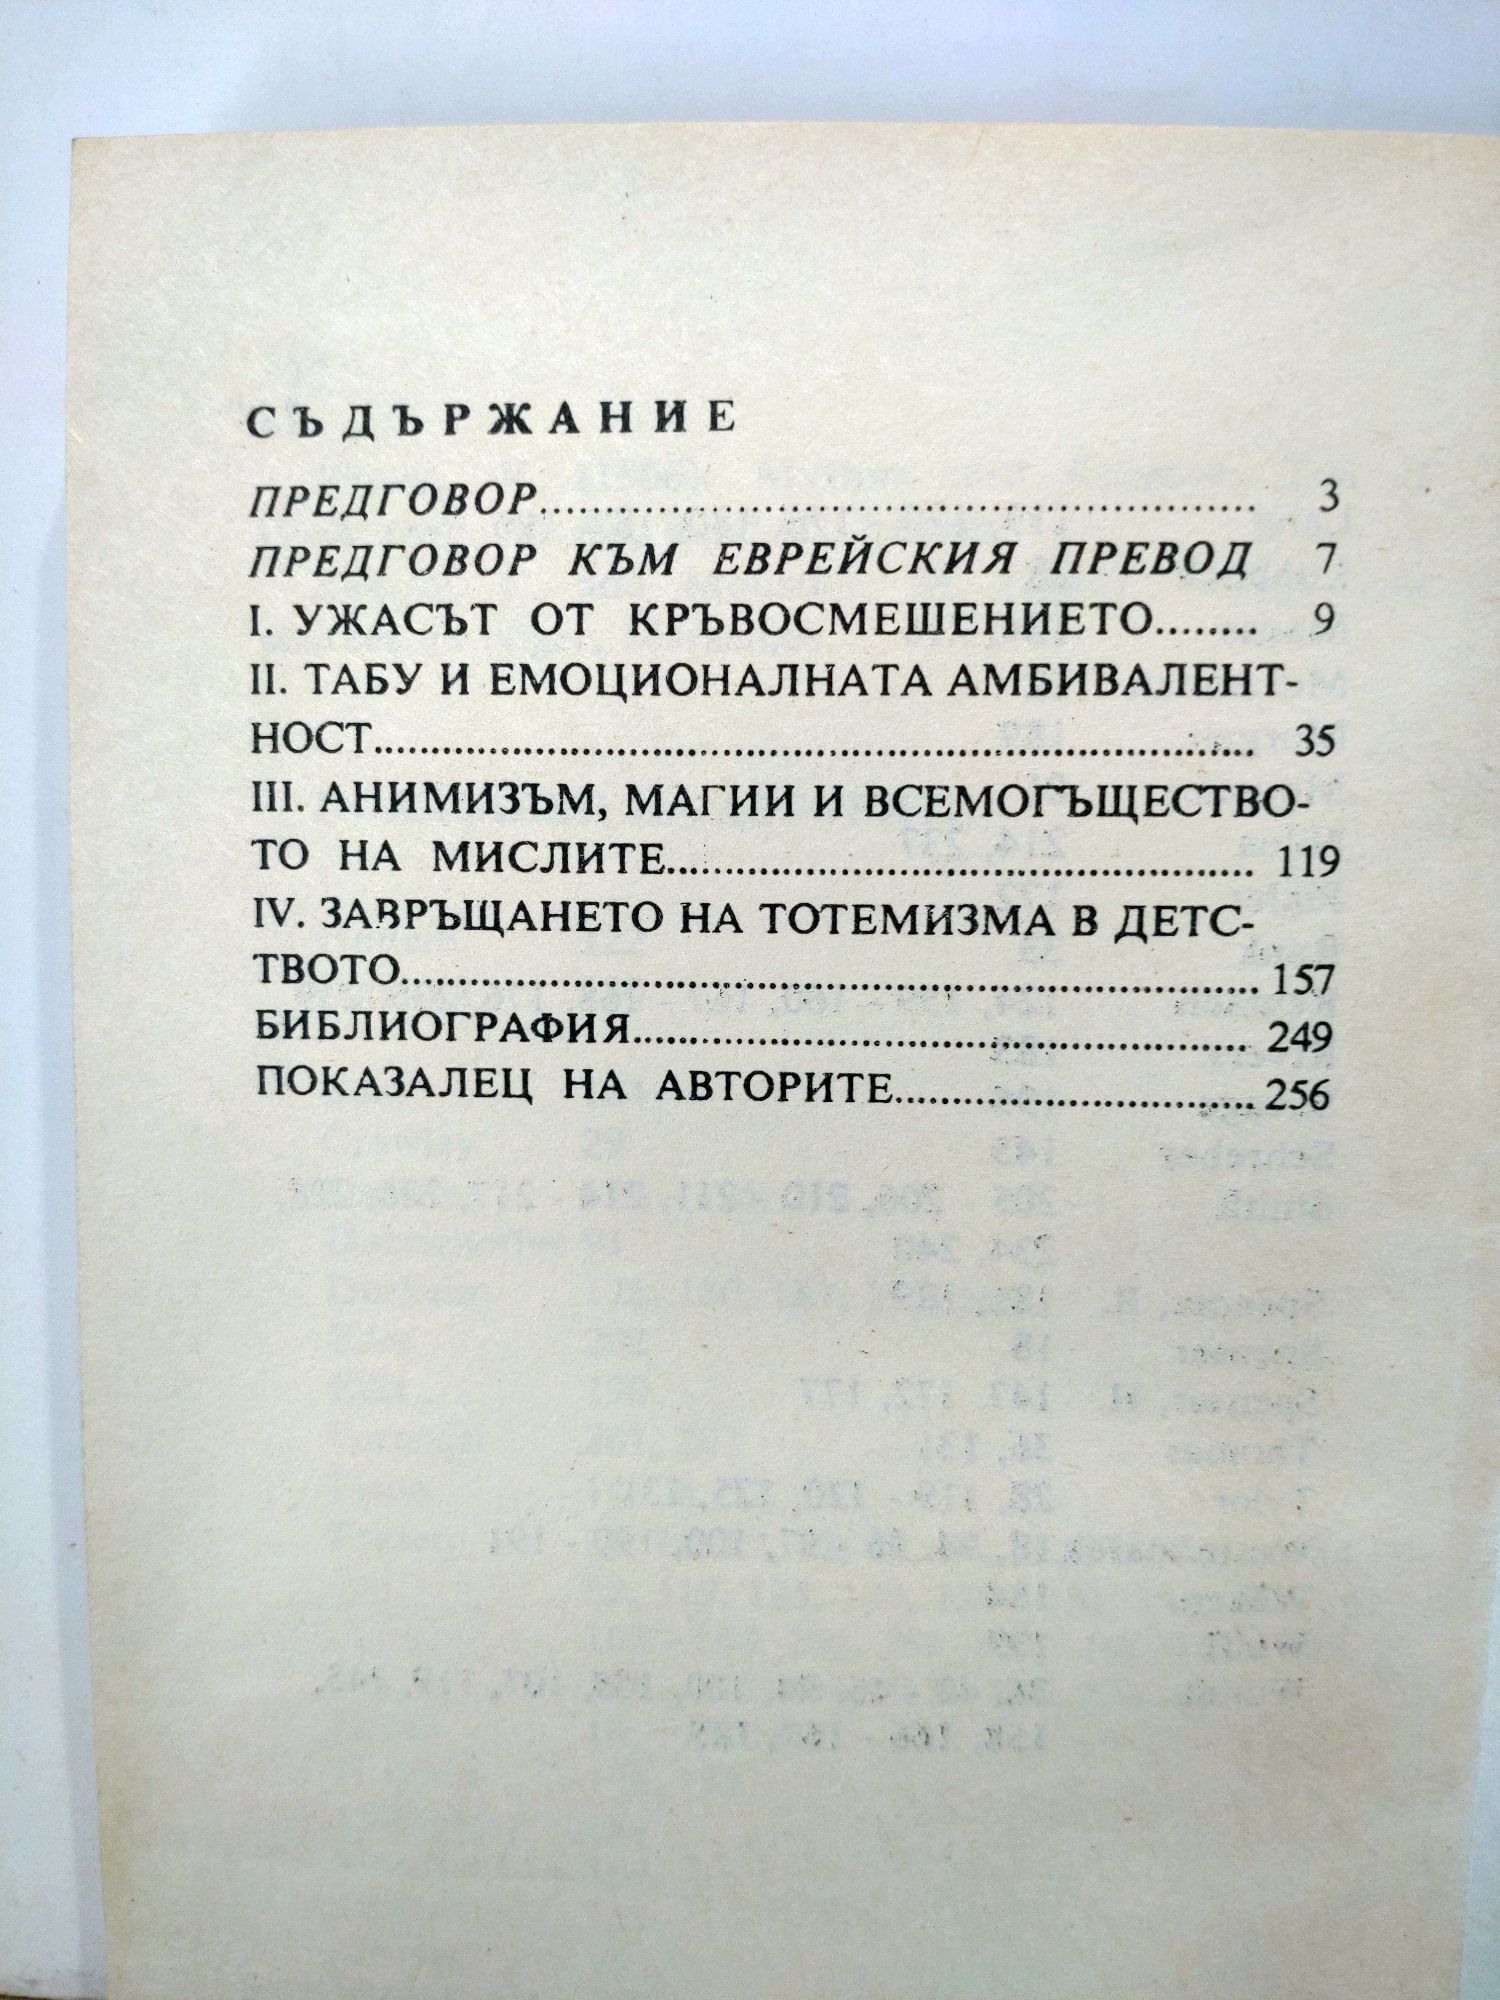 СЪДЪРЖАНИЕ
ПРЕДГОВОР.................................................... 3
ПРЕДГОВОР КЪМ ЕВРЕЙСКИЯ ПРЕВОД 7
I. УЖАСЪТ ОТ КРЪВОСМЕШЕНИЕТО........ 9
II. ТАБУ И ЕМОЦИОНАЛНАТА АМБИВАЛЕНТ-
НОСТ.................................................................. 35
III. АНИМИЗЪМ, МАГИИ И ВСЕМОГЪЩЕСТВО-
ТО НА МИСЛИТЕ............................................ 119
IV. ЗАВРЪЩАНЕТО НА ТОТЕМИЗМА В ДЕТС-
ТВОТО................................................................ 157
БИБЛИОГРАФИЯ.............................................. 249
ПОКАЗАЛЕЦ НА АВТОРИТЕ........................... 256